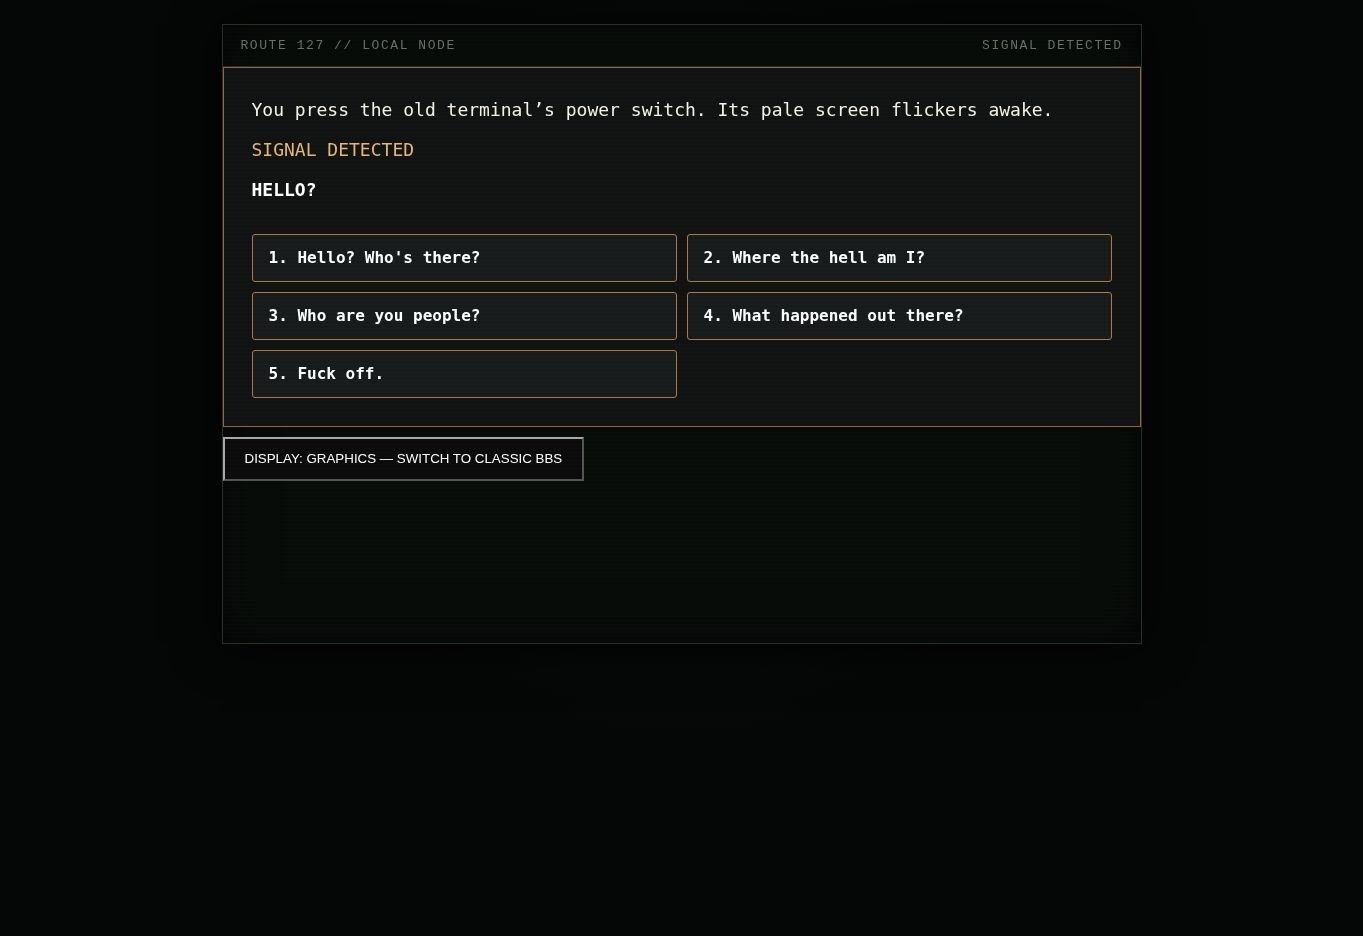 ROUTE 127 // LOCAL NODE
SIGNAL DETECTED
You press the old terminal’s power switch. Its pale screen flickers awake.
SIGNAL DETECTED
HELLO?
1. Hello? Who's there?
2. Where the hell am I?
3. Who are you people?
4. What happened out there?
5. Fuck off.
DISPLAY: GRAPHICS — SWITCH TO CLASSIC BBS